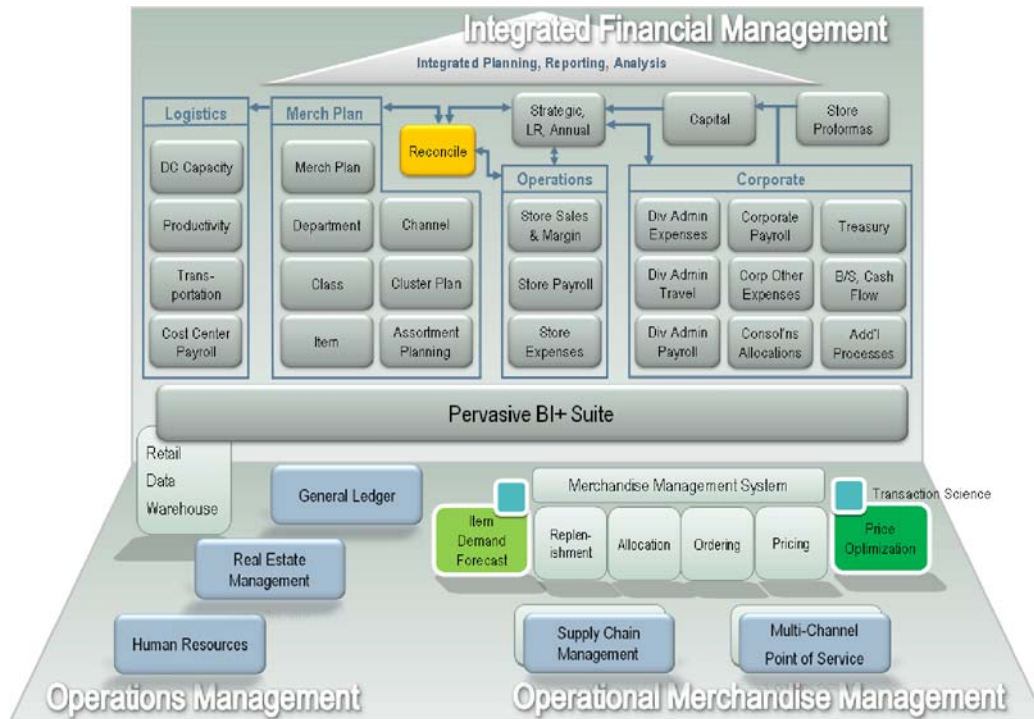 Integrated Financial Management
Integrated Planning, Reporting, Analysis
Logistics
DC Capacity
Productivity
Trans-
portation
Cost Center
Payroll
Merch Plan
Merch Plan
Department
Channel
Class
Cluster Plan
Item
Assortment
Planning
Reconcile
Strategic,
LR, Annual
Capital
Store
Proformas
Operations
Store Sales
& Margin
Store Payroll
Store
Expenses
Corporate
Div Admin
Expenses
Corporate
Payroll
Treasury
Div Admin
Travel
Corp Other
Expenses
B/S, Cash
Flow
Div Admin
Payroll
Consol'ns
Allocations
Add'l
Processes
Pervasive BI+ Suite
Retail
Data
Warehouse
General Ledger
Real Estate
Management
Human Resources
Merchandise Management System
Transaction Science
Item
Demand
Forecast
Replen-
ishment
Allocation
Ordering
Pricing
Price
Optimization
Supply Chain
Management
Multi-Channel
Point of Service
Operations Management
Operational Merchandise Management